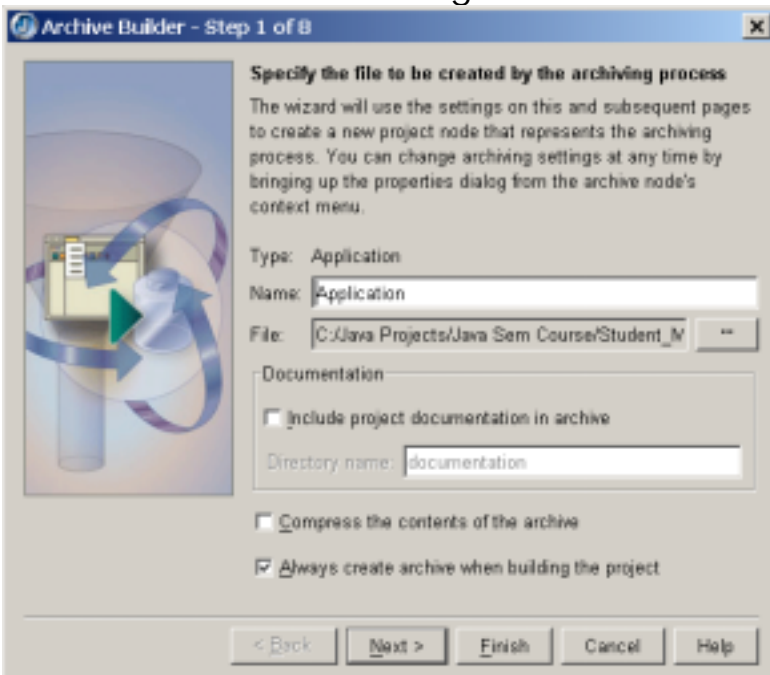 Archive Builder - Step 1 of 8
Specify the file to be created by the archiving process
The wizard will use the settings on this and subsequent pages
to create a new project node that represents the archiving
process. You can change archiving settings at any time by
bringing up the properties dialog from the archive node's
context menu.
Type: Application
Name: Application
File: C:/Java Projects/Java Sem Course/Student_M
Documentation
Include project documentation in archive
Directory name: documentation
Compress the contents of the archive
Always create archive when building the project
< Back Next > Finish Cancel Help